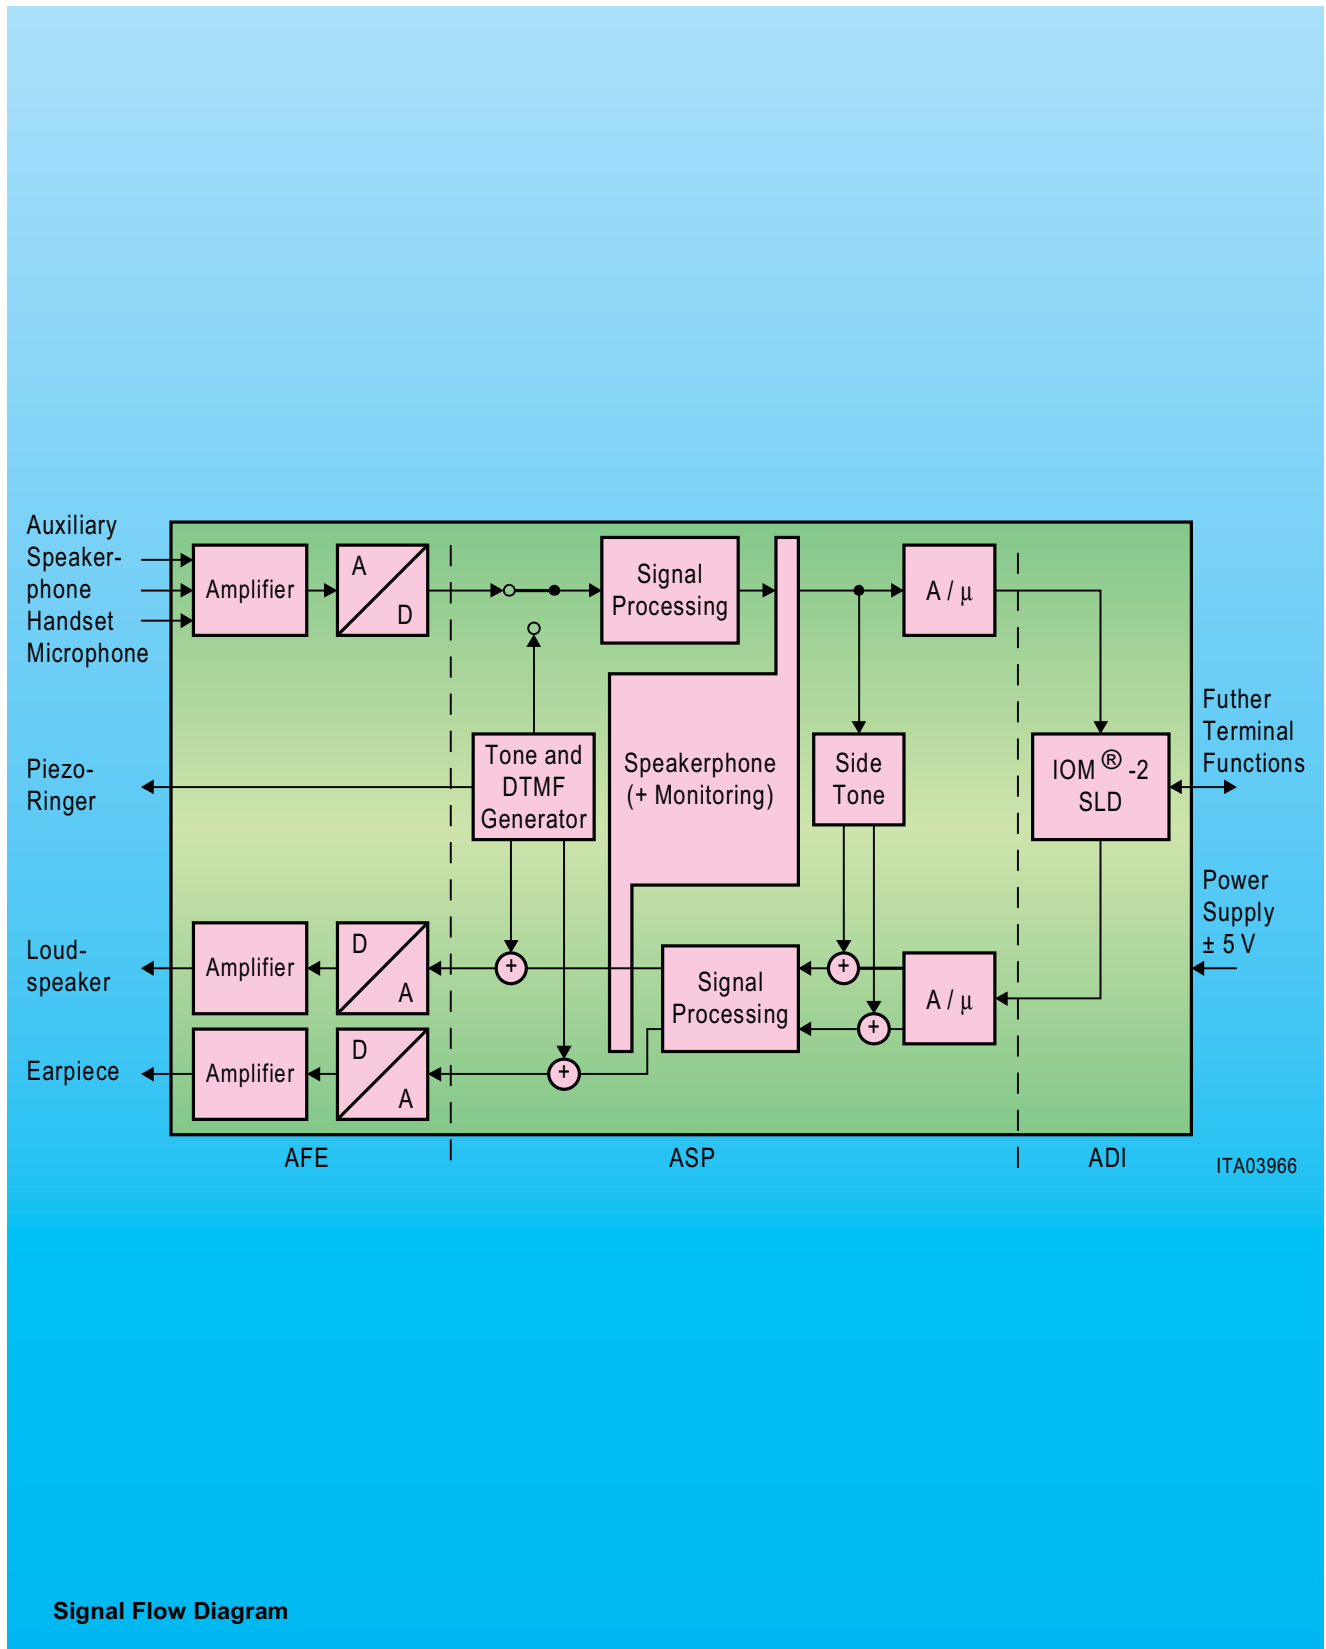 Auxiliary
Speaker-
phone
Handset
Microphone
Amplifier
A
D
Signal
Processing
A / μ
Futher
Terminal
Functions
Piezo-
Ringer
Tone and
DTMF
Generator
Speakerphone
(+ Monitoring)
Side
Tone
IOM ® -2
SLD
Power
Supply
± 5 V
Loud-
speaker
Amplifier
D
A
+
Signal
Processing
+
A / μ
+
Earpiece
Amplifier
D
A
+
AFE
ASP
ADI
ITA03966
Signal Flow Diagram